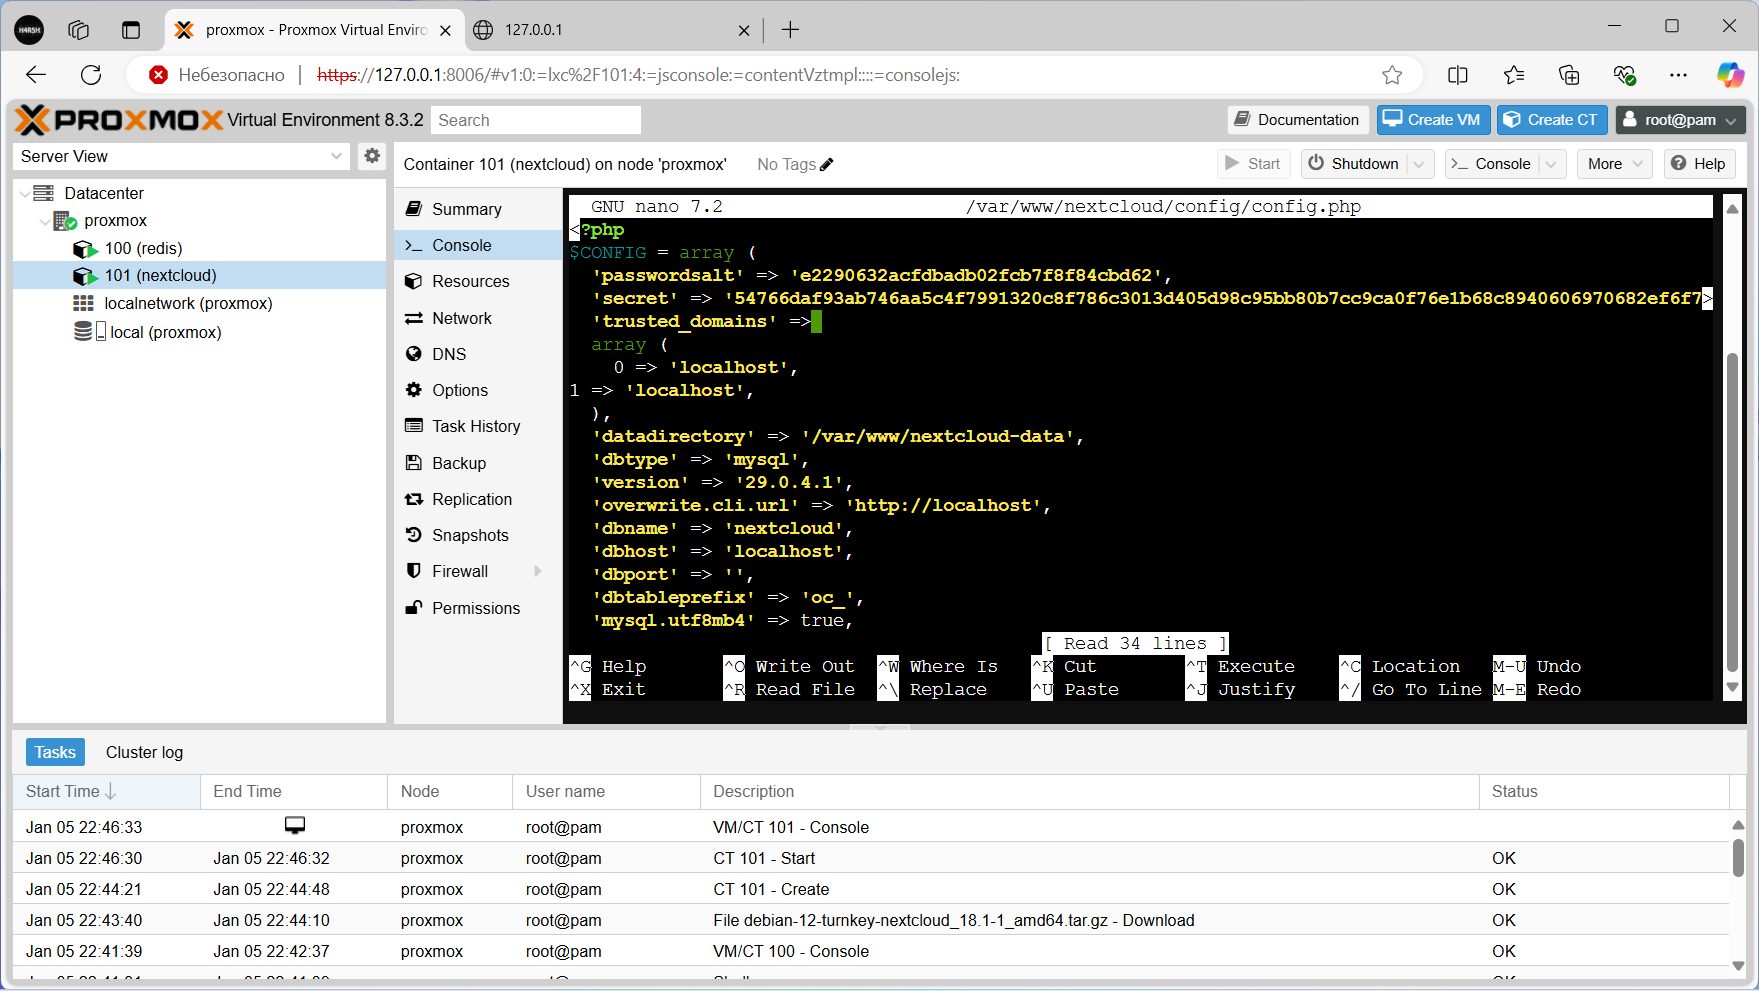 HARSH
proxmox - Proxmox Virtual Enviro
127.0.0.1
Небезопасно
https://127.0.0.1:8006/#v1:0:=lxc%2F101:4:=jsconsole:=contentVztmpl::::=consolejs:
PROXMOX Virtual Environment 8.3.2
Search
Documentation
Create VM
Create CT
root@pam
Server View
Container 101 (nextcloud) on node 'proxmox'
No Tags
Start
Shutdown
Console
More
Help
Datacenter
proxmox
100 (redis)
101 (nextcloud)
localnetwork (proxmox)
local (proxmox)
Summary
Console
Resources
Network
DNS
Options
Task History
Backup
Replication
Snapshots
Firewall
Permissions
GNU nano 7.2 /var/www/nextcloud/config/config.php
<?php
$CONFIG = array (
'passwordsalt' => 'e2290632acfdbadb02fcb7f8f84cbd62',
'secret' => '54766daf93ab746aa5c4f7991320c8f786c3013d405d98c95bb80b7cc9ca0f76e1b68c8940606970682ef6f7>
'trusted_domains' =>
array (
0 => 'localhost',
1 => 'localhost',
),
'datadirectory' => '/var/www/nextcloud-data',
'dbtype' => 'mysql',
'version' => '29.0.4.1',
'overwrite.cli.url' => 'http://localhost',
'dbname' => 'nextcloud',
'dbhost' => 'localhost',
'dbport' => '',
'dbtableprefix' => 'oc_',
'mysql.utf8mb4' => true,
[ Read 34 lines ]
^G Help ^O Write Out ^W Where Is ^K Cut ^T Execute ^C Location M-U Undo
^X Exit ^R Read File ^\ Replace ^U Paste ^J Justify ^/ Go To Line M-E Redo
Tasks
Cluster log
Start Time End Time Node User name Description Status
Jan 05 22:46:33 proxmox root@pam VM/CT 101 - Console
Jan 05 22:46:30 Jan 05 22:46:32 proxmox root@pam CT 101 - Start OK
Jan 05 22:44:21 Jan 05 22:44:48 proxmox root@pam CT 101 - Create OK
Jan 05 22:43:40 Jan 05 22:44:10 proxmox root@pam File debian-12-turnkey-nextcloud_18.1-1_amd64.tar.gz - Download OK
Jan 05 22:41:39 Jan 05 22:42:37 proxmox root@pam VM/CT 100 - Console OK